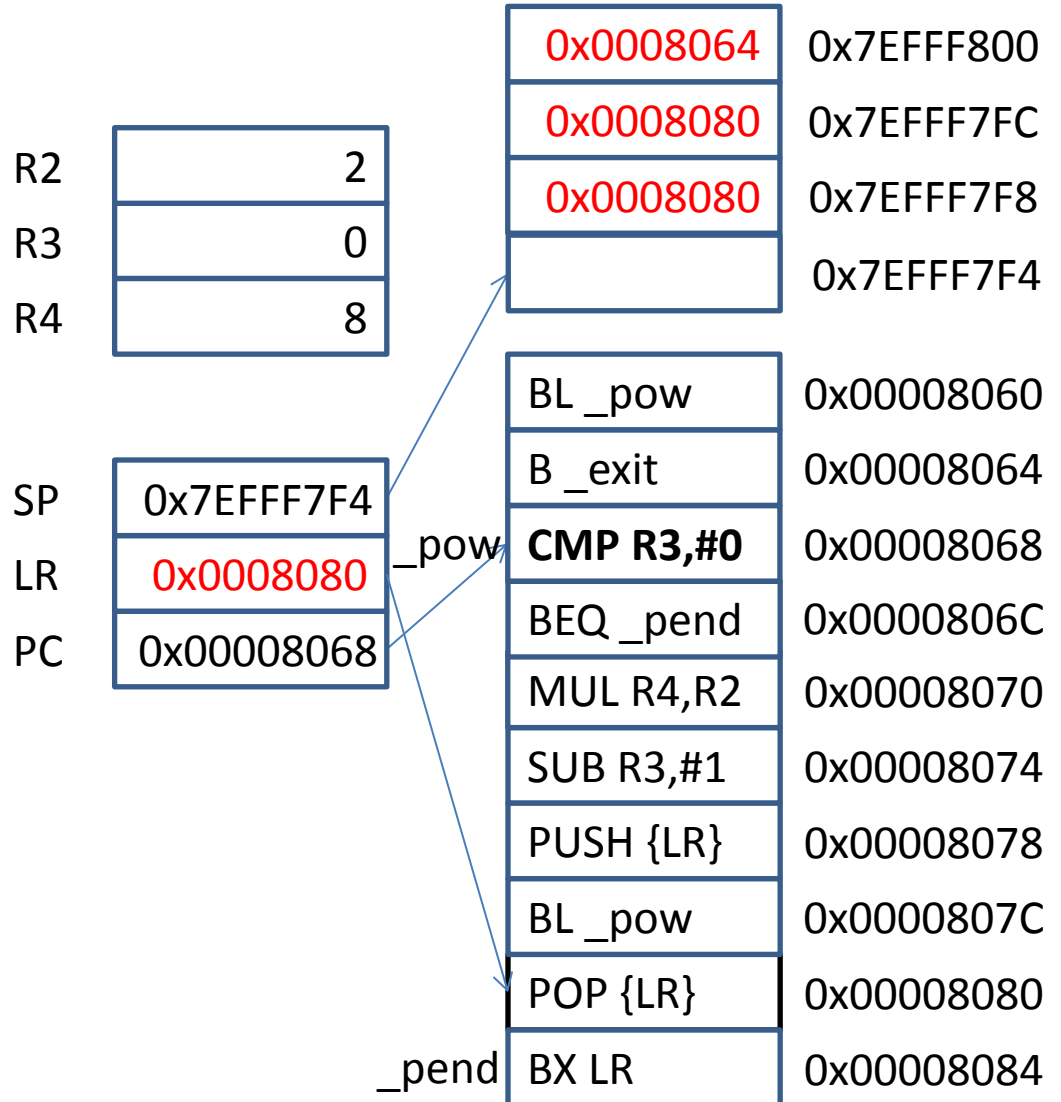 0x0008064 0x7EFFF800
0x0008080 0x7EFFF7FC
R2 2
0x0008080 0x7EFFF7F8
R3 0
0x7EFFF7F4
R4 8
BL _pow 0x00008060
B _exit 0x00008064
SP 0x7EFFF7F4
_pow CMP R3,#0 0x00008068
LR 0x0008080
BEQ _pend 0x0000806C
PC 0x00008068
MUL R4,R2 0x00008070
SUB R3,#1 0x00008074
PUSH {LR} 0x00008078
BL _pow 0x0000807C
POP {LR} 0x00008080
_pend BX LR 0x00008084